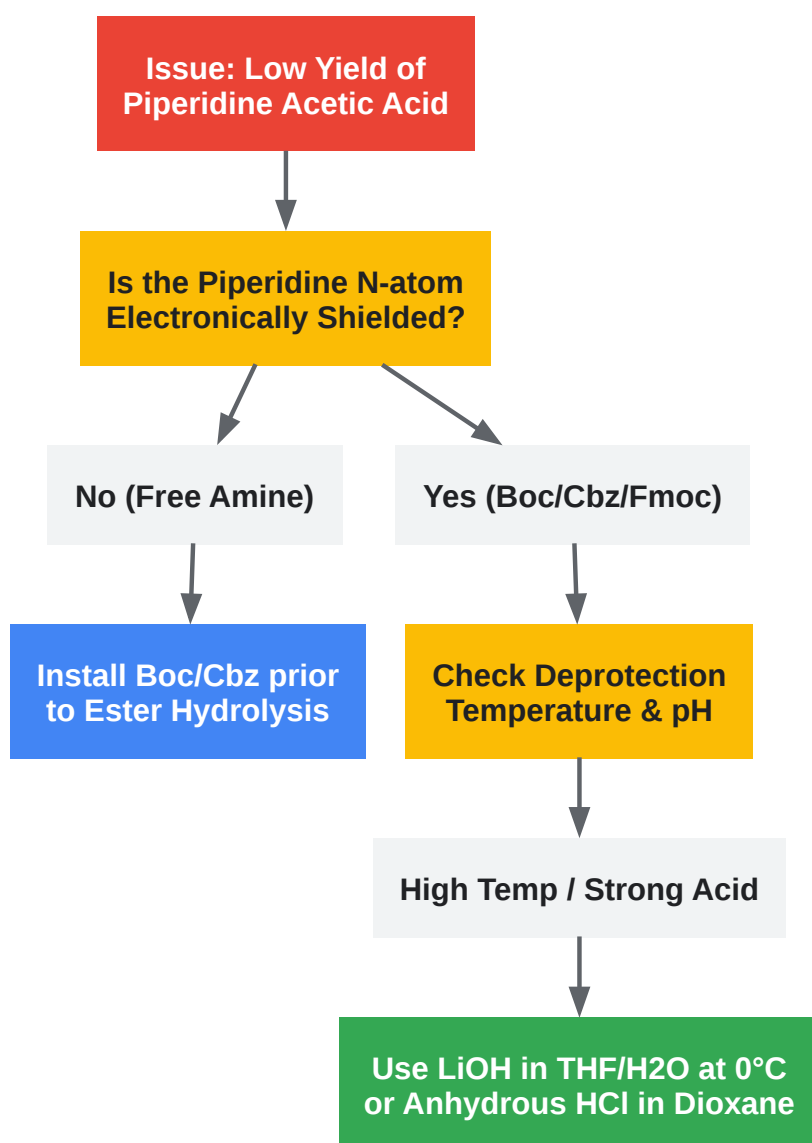 Issue: Low Yield of
Piperidine Acetic Acid
Is the Piperidine N-atom
Electronically Shielded?
No (Free Amine)
Yes (Boc/Cbz/Fmoc)
Install Boc/Cbz prior
to Ester Hydrolysis
Check Deprotection
Temperature & pH
High Temp / Strong Acid
Use LiOH in THF/H2O at 0°C
or Anhydrous HCl in Dioxane